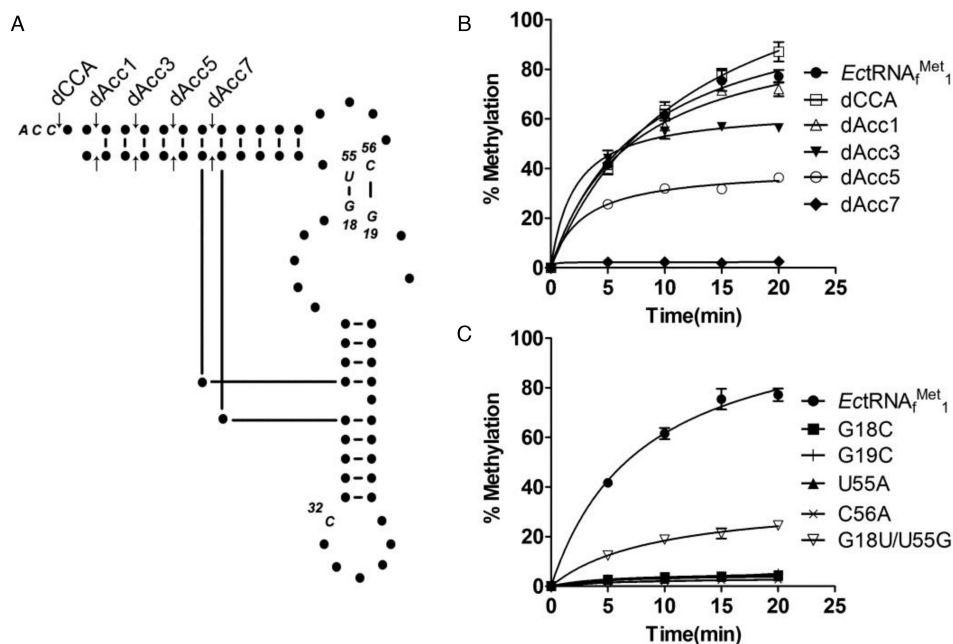 A
dCCA
dAcc1
dAcc3
dAcc5
dAcc7
A C C
55
56
U
C
G
G
18
19
32
C
B
% Methylation
100
80
60
40
20
0
0 5 10 15 20 25
Time(min)
EctRNAfMet1
dCCA
dAcc1
dAcc3
dAcc5
dAcc7
C
% Methylation
100
80
60
40
20
0
0 5 10 15 20 25
Time(min)
EctRNAfMet1
G18C
G19C
U55A
C56A
G18U/U55G